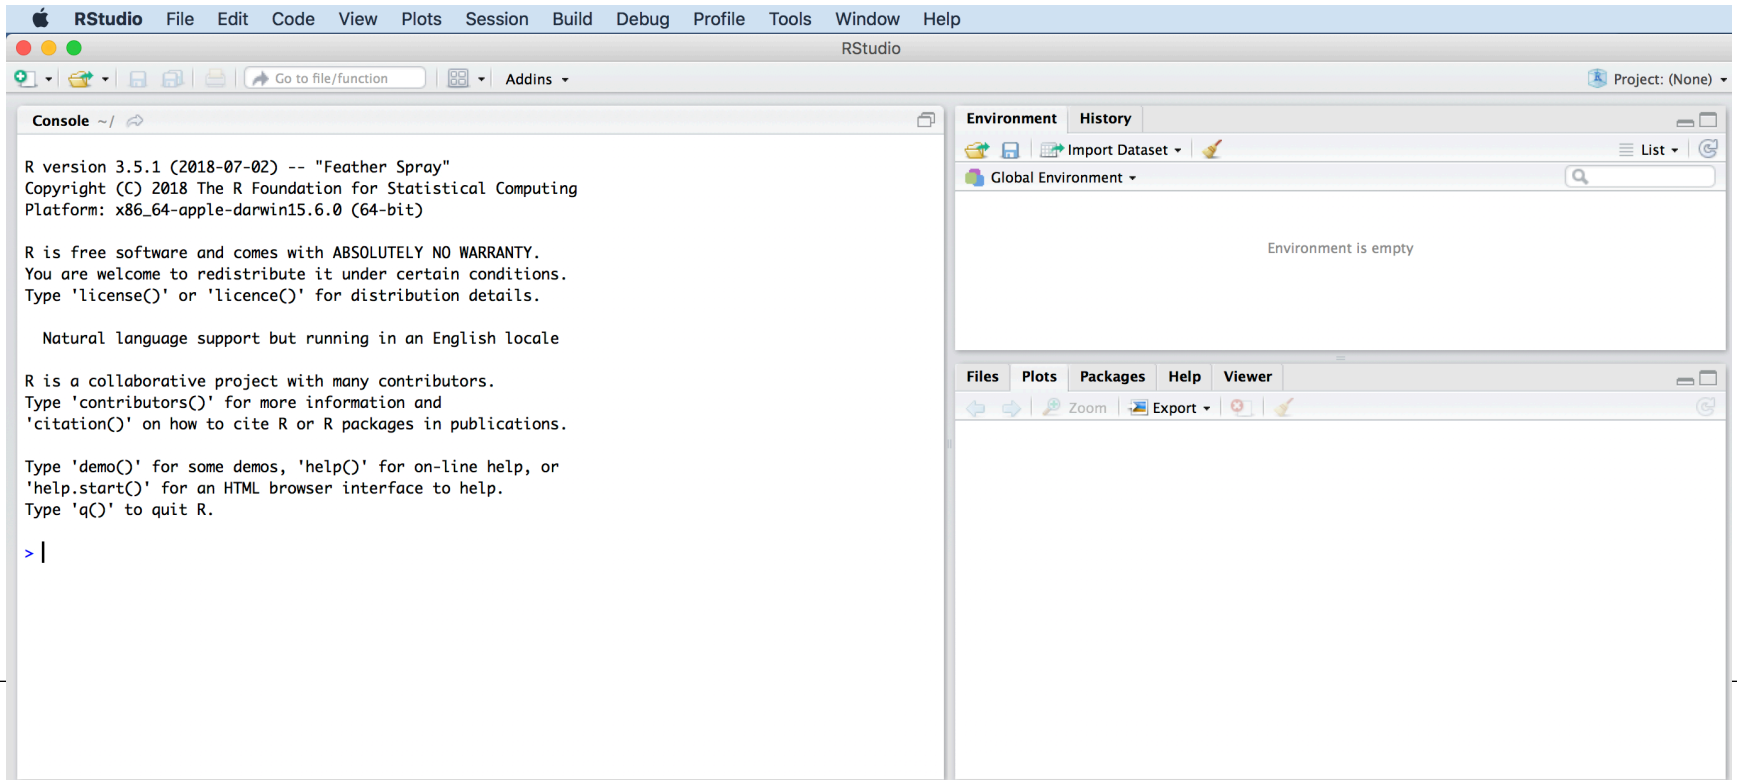 RStudio File Edit Code View Plots Session Build Debug Profile Tools Window Help
RStudio
Go to file/function Addins Project: (None)
Console ~/
R version 3.5.1 (2018-07-02) -- "Feather Spray"
Copyright (C) 2018 The R Foundation for Statistical Computing
Platform: x86_64-apple-darwin15.6.0 (64-bit)
R is free software and comes with ABSOLUTELY NO WARRANTY.
You are welcome to redistribute it under certain conditions.
Type 'license()' or 'licence()' for distribution details.
Natural language support but running in an English locale
R is a collaborative project with many contributors.
Type 'contributors()' for more information and
'citation()' on how to cite R or R packages in publications.
Type 'demo()' for some demos, 'help()' for on-line help, or
'help.start()' for an HTML browser interface to help.
Type 'q()' to quit R.
>
Environment History
Import Dataset List
Global Environment
Environment is empty
Files Plots Packages Help Viewer
Zoom Export